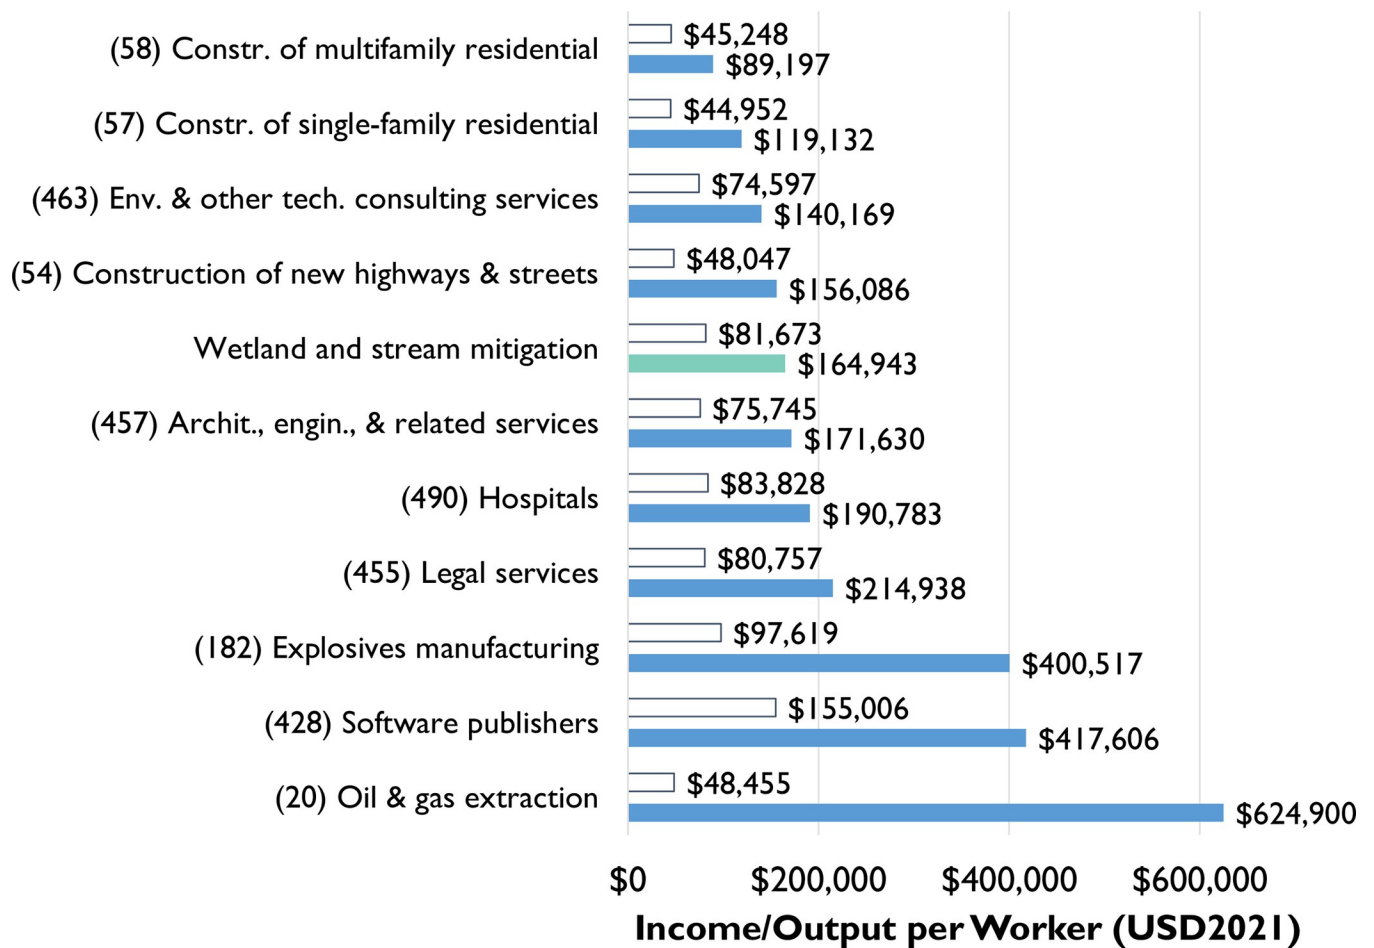 $45,248
(58) Constr. of multifamily residential
$89,197
$44,952
(57) Constr. of single-family residential
$119,132
$74,597
(463) Env. & other tech. consulting services
$140,169
$48,047
(54) Construction of new highways & streets
$156,086
$81,673
Wetland and stream mitigation
$164,943
$75,745
(457) Archit., engin., & related services
$171,630
$83,828
(490) Hospitals
$190,783
$80,757
(455) Legal services
$214,938
$97,619
(182) Explosives manufacturing
$400,517
$155,006
(428) Software publishers
$417,606
$48,455
(20) Oil & gas extraction
$624,900
$0 $200,000 $400,000 $600,000
Income/Output per Worker (USD2021)